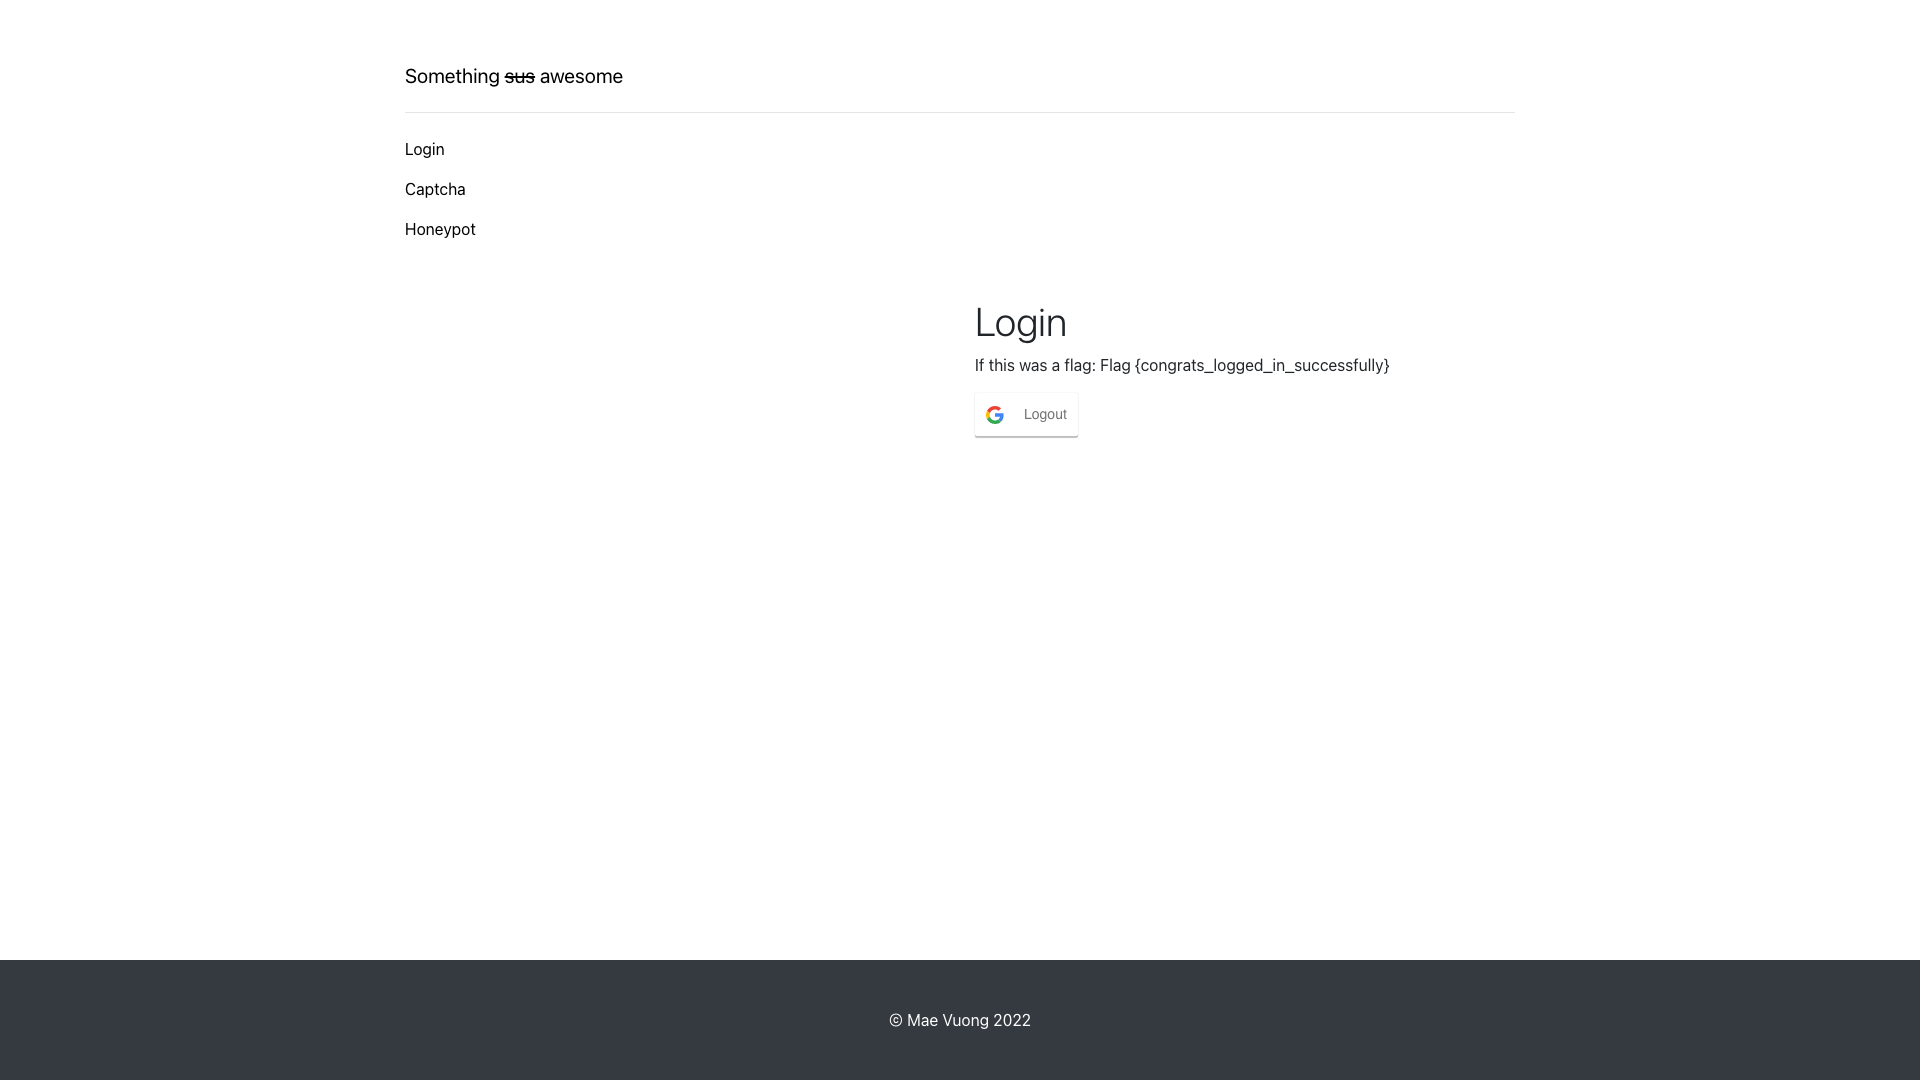 Something sus awesome
Login
Captcha
Honeypot
Login
If this was a flag: Flag {congrats_logged_in_successfully}
Logout
© Mae Vuong 2022